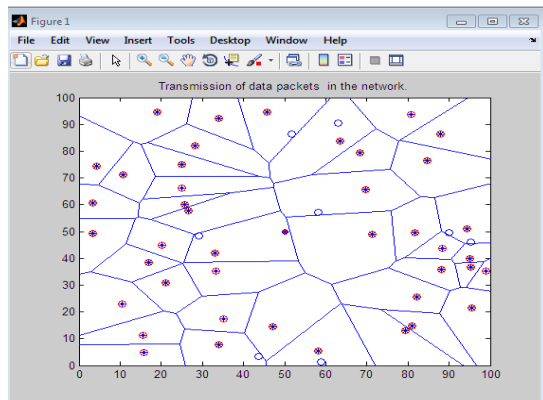 Figure 1
File Edit View Insert Tools Desktop Window Help
Transmission of data packets in the network.
100
90
80
70
60
50
40
30
20
10
0
0 10 20 30 40 50 60 70 80 90 100